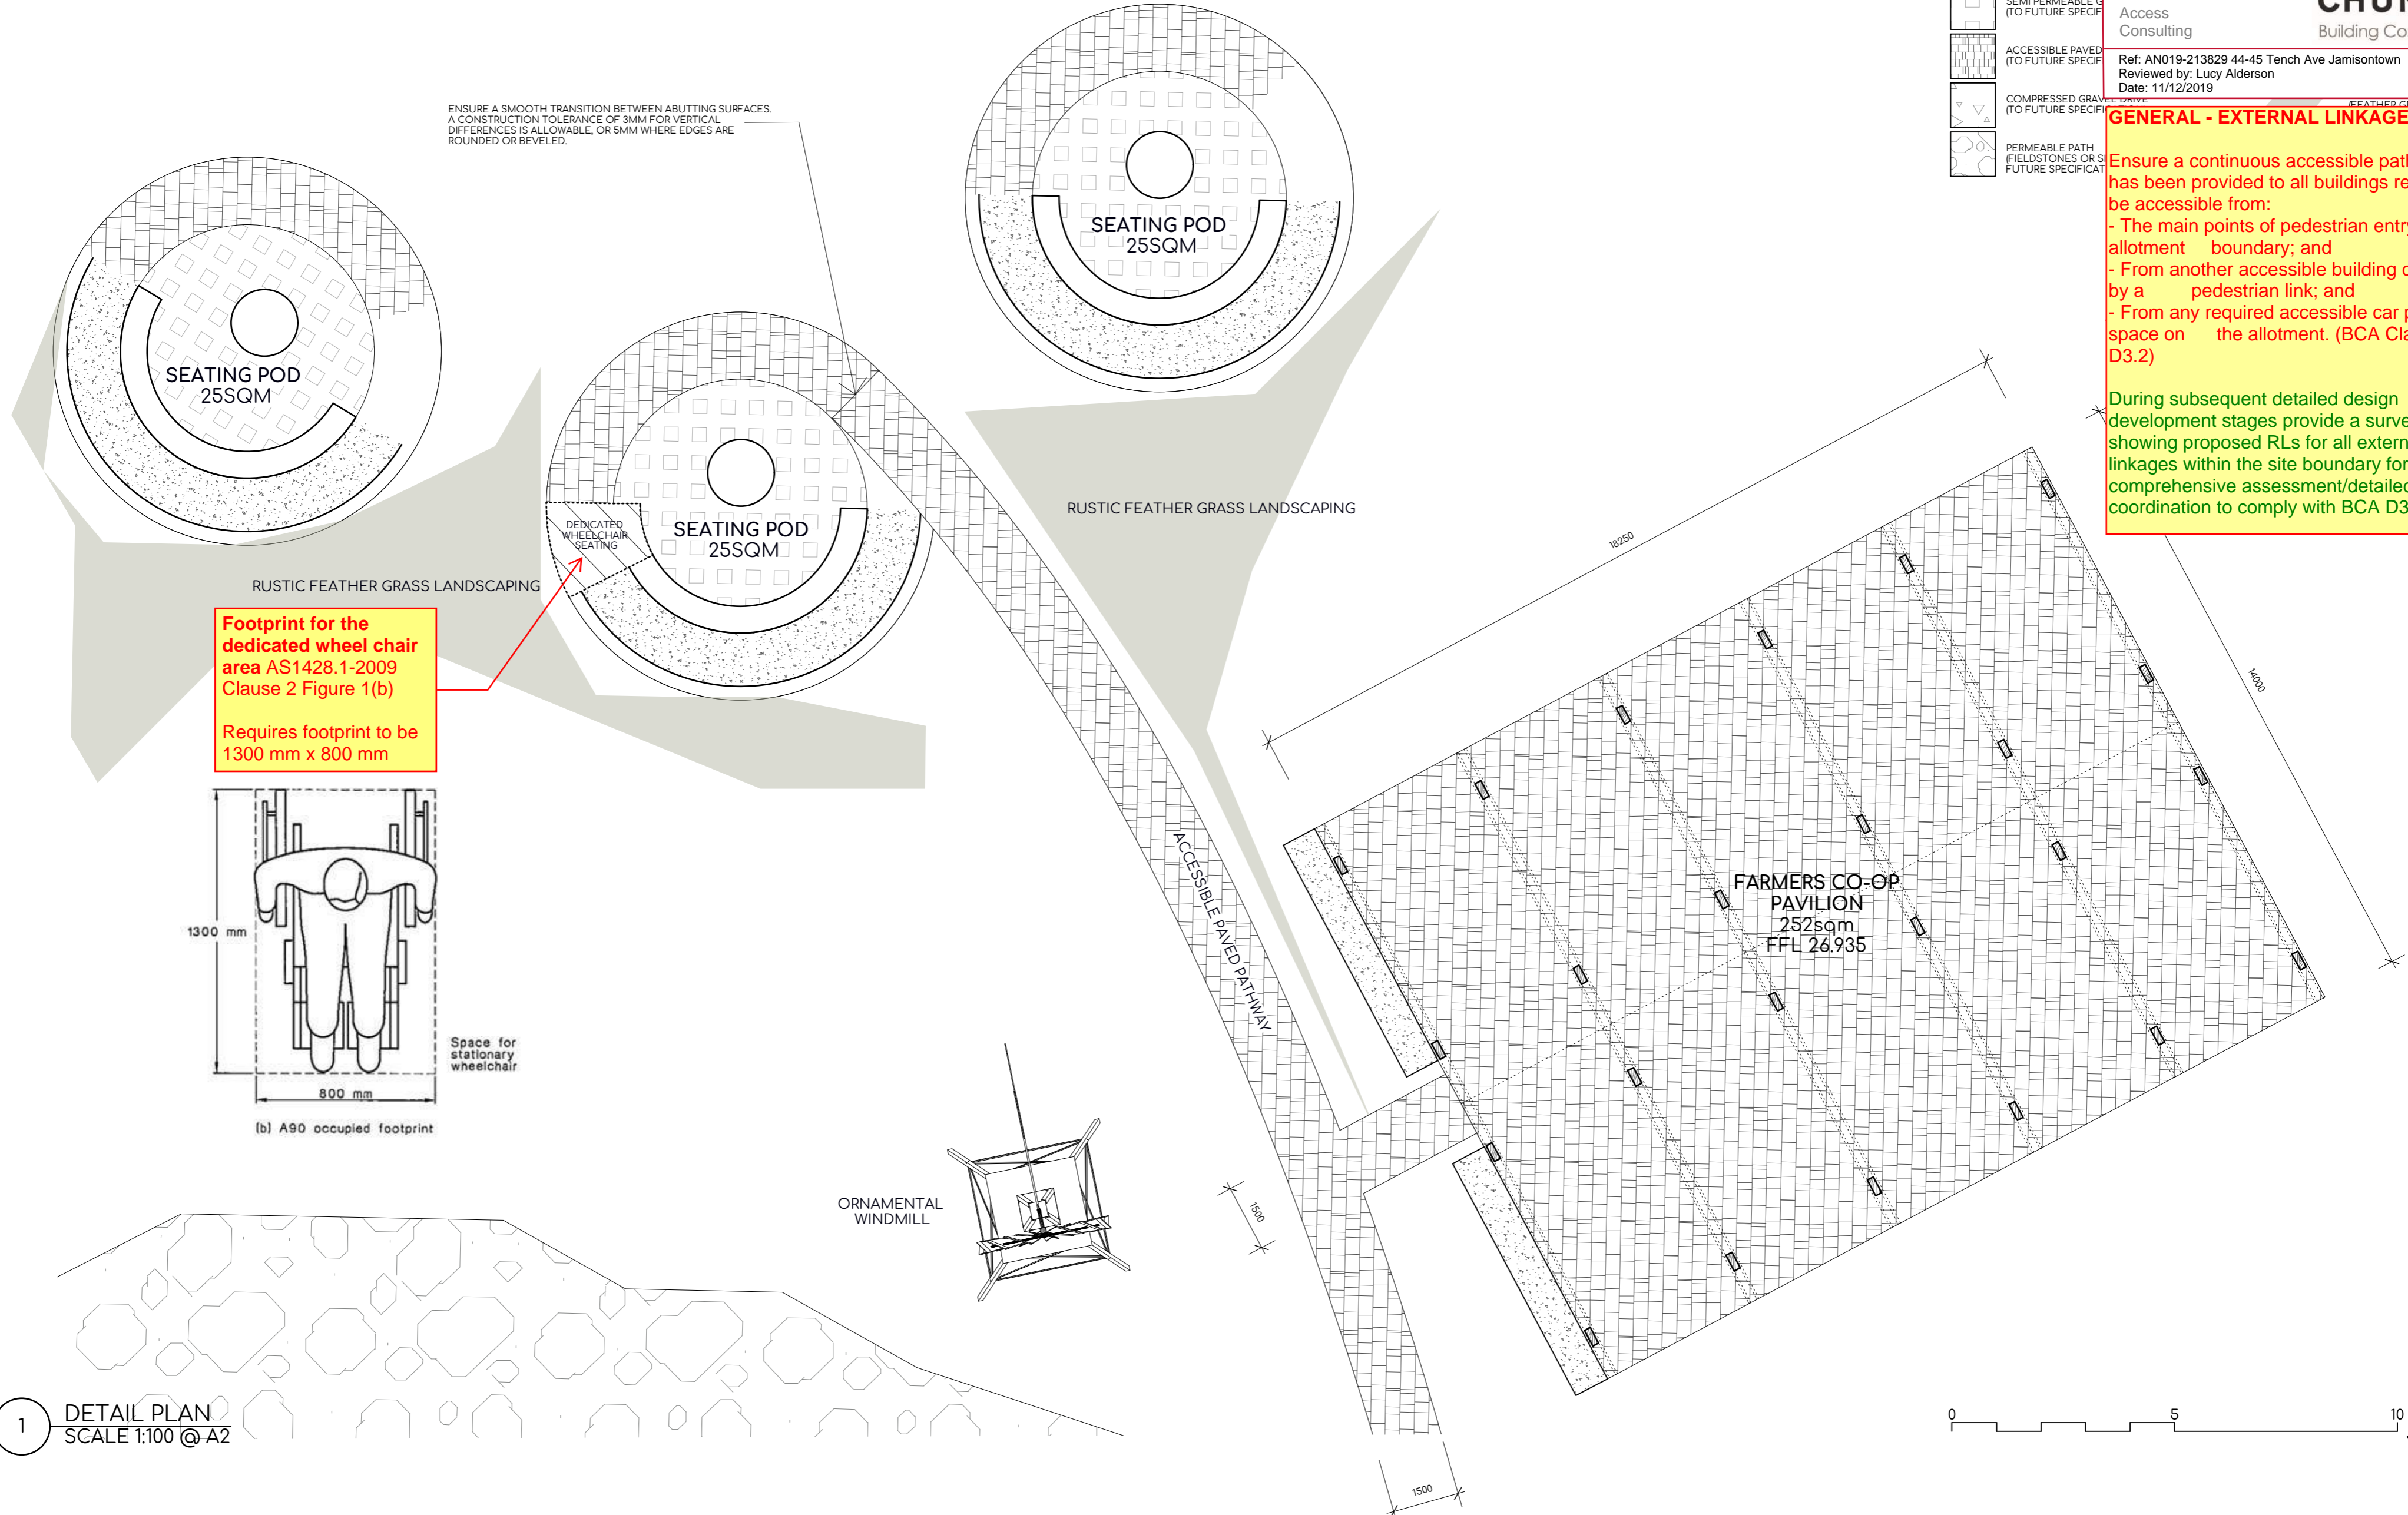 SEMI PERMEABLE
(TO FUTURE SPECIF
ACCESSIBLE PAVED
(TO FUTURE SPECIF
COMPRESSED GRAVEL DRIVE
(TO FUTURE SPECIFI
PERMEABLE PATH
(FIELDSTONES OR
FUTURE SPECIFICAT
Access
Consulting
Building Co
Ref: AN019-213829 44-45 Tench Ave Jamisontown
Reviewed by: Lucy Alderson
Date: 11/12/2019
GENERAL - EXTERNAL LINKAGE
Ensure a continuous accessible pat
has been provided to all buildings re
be accessible from:
- The main points of pedestrian entr
allotment boundary; and
- From another accessible building
by a pedestrian link; and
- From any required accessible car
space on the allotment. (BCA Cla
D3.2)
During subsequent detailed design
development stages provide a surve
showing proposed RLs for all extern
linkages within the site boundary for
comprehensive assessment/detailed
coordination to comply with BCA D3
ENSURE A SMOOTH TRANSITION BETWEEN ABUTTING SURFACES.
A CONSTRUCTION TOLERANCE OF 3MM FOR VERTICAL
DIFFERENCES IS ALLOWABLE, OR 5MM WHERE EDGES ARE
ROUNDED OR BEVELED.
SEATING POD
25SQM
SEATING POD
25SQM
DEDICATED
WHEELCHAIR
SEATING
SEATING POD
25SQM
RUSTIC FEATHER GRASS LANDSCAPING
RUSTIC FEATHER GRASS LANDSCAPING
Footprint for the
dedicated wheel chair
area AS1428.1-2009
Clause 2 Figure 1(b)
Requires footprint to be
1300 mm x 800 mm
1300 mm
800 mm
Space for
stationary
wheelchair
(b) A90 occupied footprint
18250
14000
ACCESSIBLE PAVED PATHWAY
FARMERS CO-OP
PAVILION
252sqm
FFL 26.935
ORNAMENTAL
WINDMILL
1500
1500
1
DETAIL PLAN
SCALE 1:100 @ A2
0 5 10